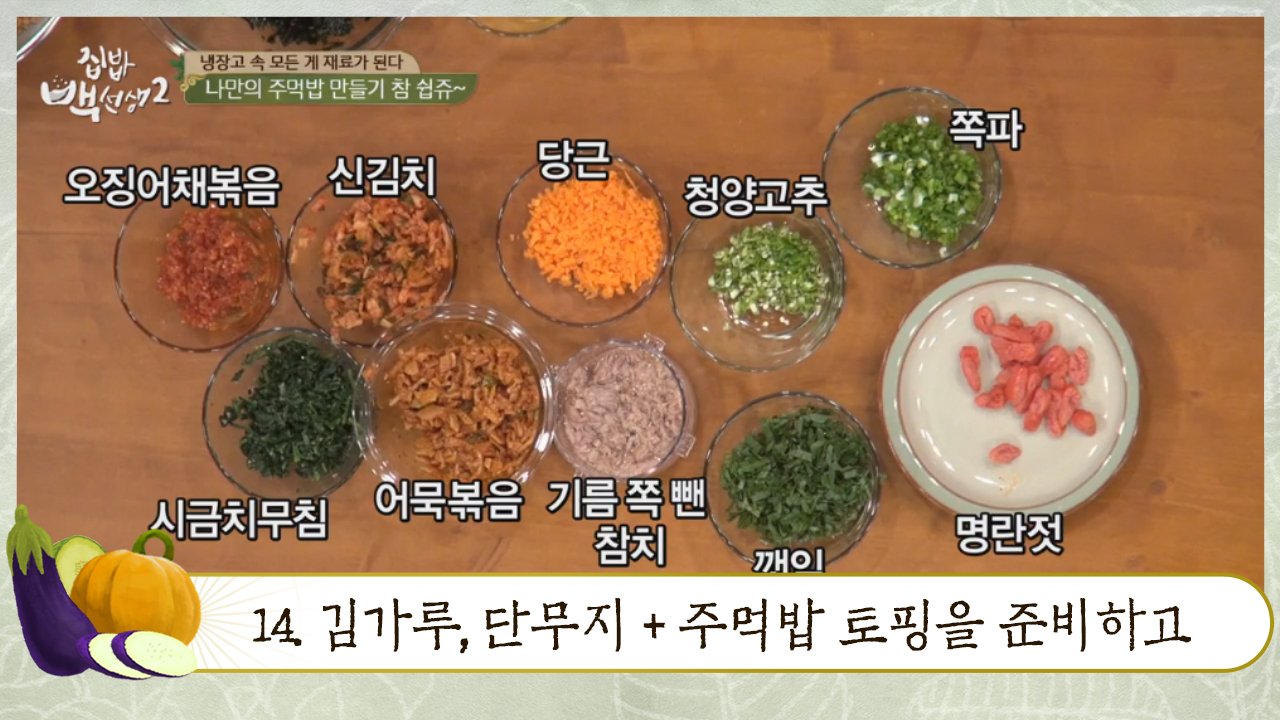 집밥
백선생2
냉장고 속 모든 게 재료가 된다
나만의 주먹밥 만들기 참 쉽쥬~
쪽파
당근
신김치
오징어채볶음
청양고추
시금치무침
어묵볶음
기름 쪽 뺀
참치
깻잎
명란젓
14. 김가루, 단무지 + 주먹밥 토핑을 준비하고